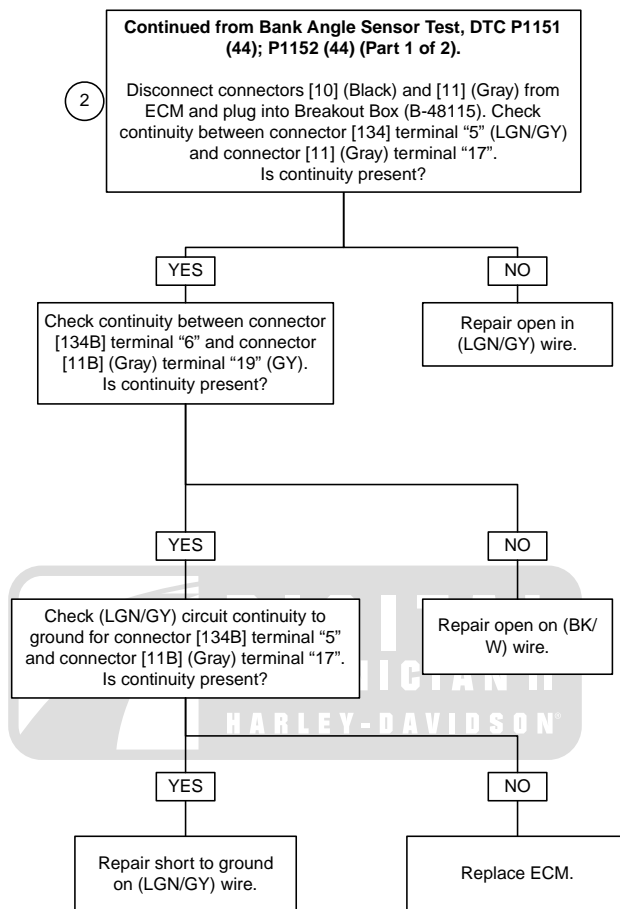 Continued from Bank Angle Sensor Test, DTC P1151
(44); P1152 (44) (Part 1 of 2).
2
Disconnect connectors [10] (Black) and [11] (Gray) from
ECM and plug into Breakout Box (B-48115). Check
continuity between connector [134] terminal “5” (LGN/GY)
and connector [11] (Gray) terminal “17”.
Is continuity present?
YES
NO
Check continuity between connector
[134B] terminal “6” and connector
[11B] (Gray) terminal “19” (GY).
Is continuity present?
Repair open in
(LGN/GY) wire.
YES
NO
Check (LGN/GY) circuit continuity to
ground for connector [134B] terminal “5”
and connector [11B] (Gray) terminal “17”.
Is continuity present?
Repair open on (BK/
W) wire.
HARLEY-DAVIDSON®
YES
NO
Repair short to ground
on (LGN/GY) wire.
Replace ECM.